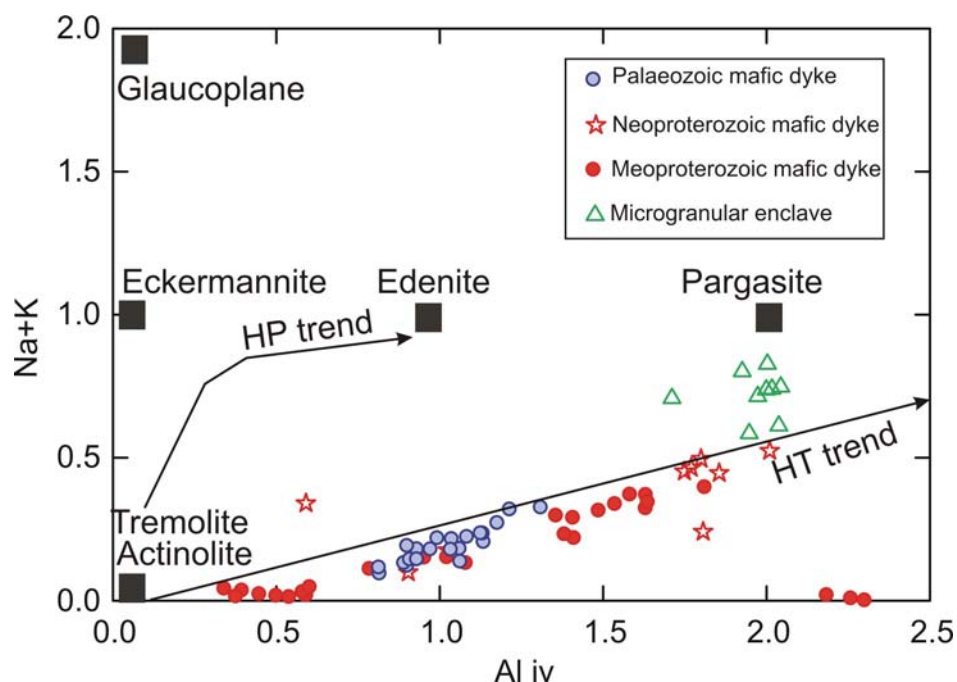 2.0
Glaucoplane
Palaeozoic mafic dyke
Neoproterozoic mafic dyke
Meoproterozoic mafic dyke
Microgranular enclave
1.5
Eckermannite
Edenite
Pargasite
1.0
HP trend
Na+K
0.5
HT trend
Tremolite
Actinolite
0.0
0.0 0.5 1.0 1.5 2.0 2.5
Al iv